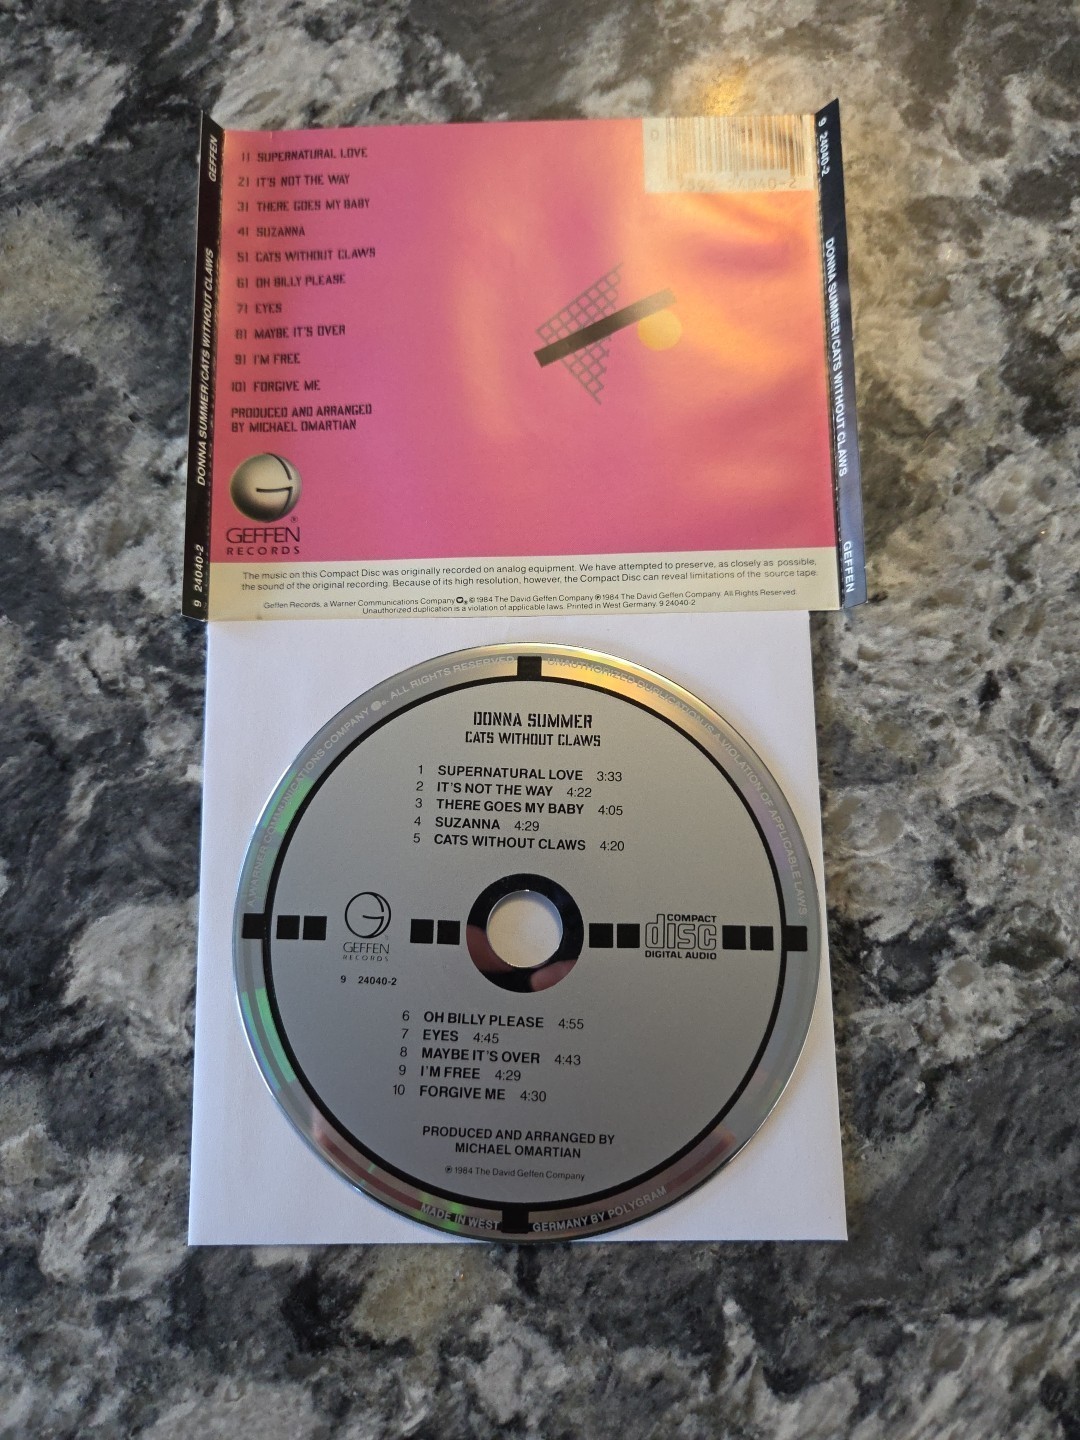 GEFFEN
DONNA SUMMER/CATS WITHOUT CLAWS
9 24040-2
1) SUPERNATURAL LOVE
2) IT'S NOT THE WAY
3) THERE GOES MY BABY
4) SUZANNA
5) CATS WITHOUT CLAWS
6) OH BILLY PLEASE
7) EYES
8) MAYBE IT'S OVER
9) I'M FREE
10) FORGIVE ME
PRODUCED AND ARRANGED
BY MICHAEL OMARTIAN
GEFFEN
RECORDS
24040-2
9 24040-2
DONNA SUMMER/CATS WITHOUT CLAWS
GEFFEN
The music on this Compact Disc was originally recorded on analog equipment. We have attempted to preserve, as closely as possible,
the sound of the original recording. Because of its high resolution, however, the Compact Disc can reveal limitations of the source tape.
Geffen Records, a Warner Communications Company ©1984 The David Geffen Company ℗1984 The David Geffen Company. All Rights Reserved.
Unauthorized duplication is a violation of applicable laws. Printed in West Germany. 9 24040-2
A WARNER COMMUNICATIONS COMPANY ALL RIGHTS RESERVED
UNAUTHORIZED DUPLICATION IS A VIOLATION OF APPLICABLE LAWS
DONNA SUMMER
CATS WITHOUT CLAWS
1 SUPERNATURAL LOVE 3:33
2 IT'S NOT THE WAY 4:22
3 THERE GOES MY BABY 4:05
4 SUZANNA 4:29
5 CATS WITHOUT CLAWS 4:20
GEFFEN
RECORDS
9 24040-2
COMPACT
disc
DIGITAL AUDIO
6 OH BILLY PLEASE 4:55
7 EYES 4:45
8 MAYBE IT'S OVER 4:43
9 I'M FREE 4:29
10 FORGIVE ME 4:30
PRODUCED AND ARRANGED BY
MICHAEL OMARTIAN
℗ 1984 The David Geffen Company
MADE IN WEST GERMANY BY POLYGRAM